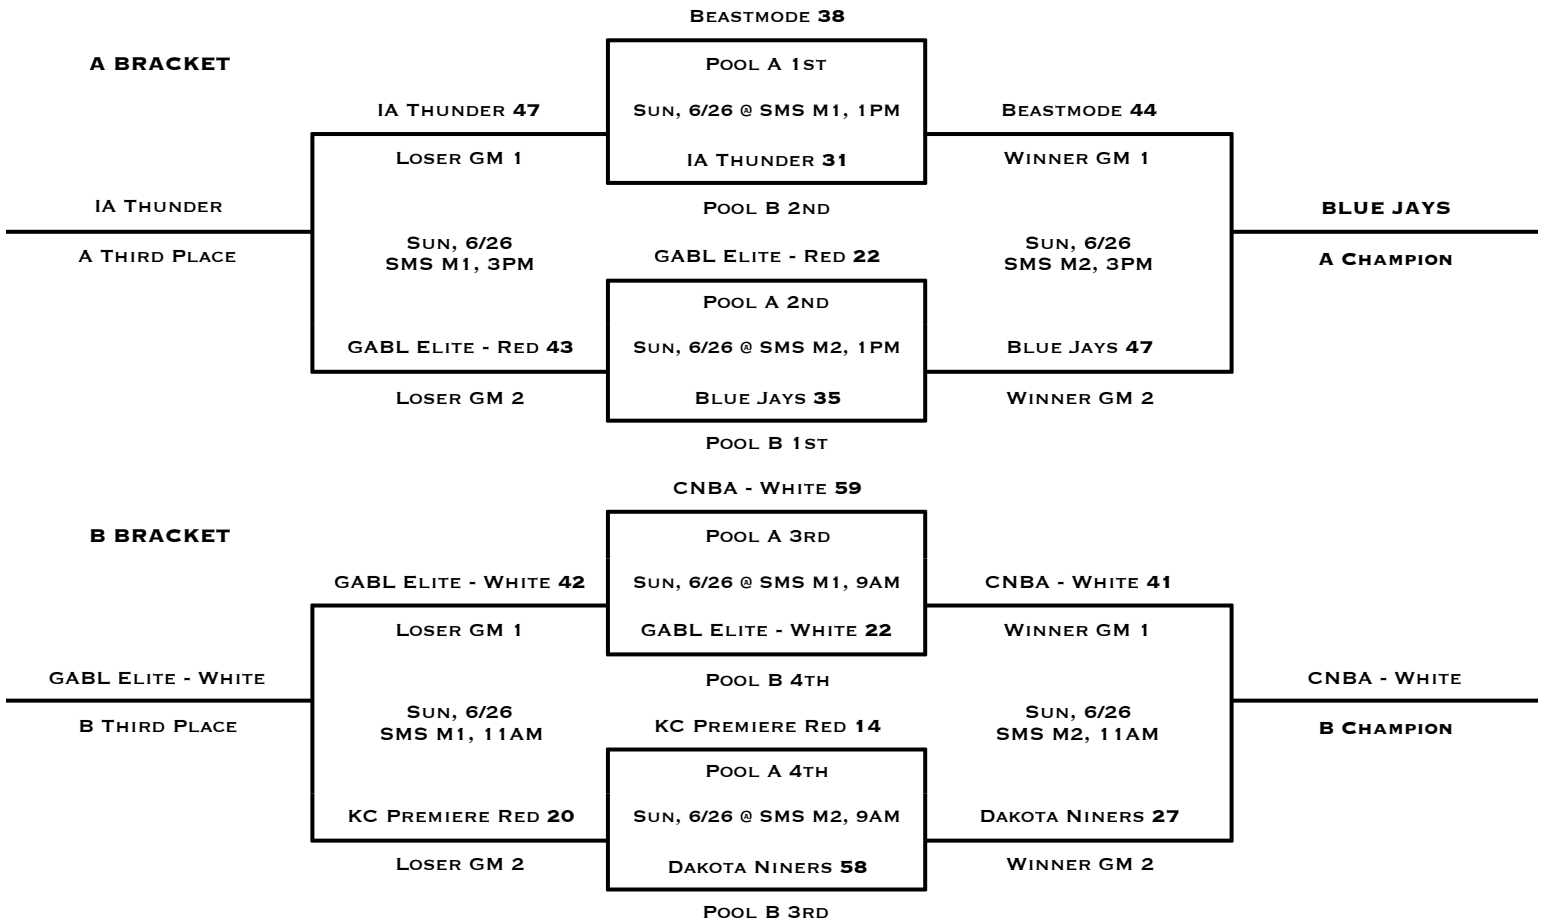 BEASTMODE 38
A BRACKET
POOL A 1ST
IA THUNDER 47
SUN, 6/26 @ SMS M1, 1PM
BEASTMODE 44
LOSER GM 1
IA THUNDER 31
WINNER GM 1
IA THUNDER
POOL B 2ND
BLUE JAYS
A THIRD PLACE
SUN, 6/26
SMS M1, 3PM
GABL ELITE - RED 22
SUN, 6/26
SMS M2, 3PM
A CHAMPION
POOL A 2ND
GABL ELITE - RED 43
SUN, 6/26 @ SMS M2, 1PM
BLUE JAYS 47
LOSER GM 2
BLUE JAYS 35
WINNER GM 2
POOL B 1ST
CNBA - WHITE 59
B BRACKET
POOL A 3RD
GABL ELITE - WHITE 42
SUN, 6/26 @ SMS M1, 9AM
CNBA - WHITE 41
LOSER GM 1
GABL ELITE - WHITE 22
WINNER GM 1
GABL ELITE - WHITE
POOL B 4TH
CNBA - WHITE
B THIRD PLACE
SUN, 6/26
SMS M1, 11AM
KC PREMIERE RED 14
SUN, 6/26
SMS M2, 11AM
B CHAMPION
POOL A 4TH
KC PREMIERE RED 20
SUN, 6/26 @ SMS M2, 9AM
DAKOTA NINERS 27
LOSER GM 2
DAKOTA NINERS 58
WINNER GM 2
POOL B 3RD